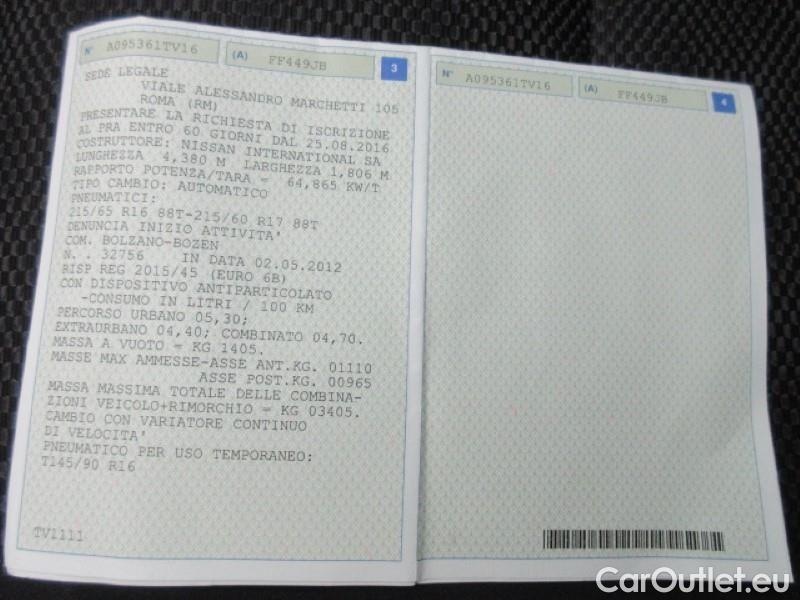 N° A095361TV16 (A) FF449JB 3
SEDE LEGALE
VIALE ALESSANDRO MARCHETTI 105
ROMA (RM)
PRESENTARE LA RICHIESTA DI ISCRIZIONE
AL PRA ENTRO 60 GIORNI DAL 25.08.2016
COSTRUTTORE: NISSAN INTERNATIONAL SA
LUNGHEZZA 4,380 M LARGHEZZA 1,806 M
RAPPORTO POTENZA/TARA = 64,865 KW/T
TIPO CAMBIO: AUTOMATICO
PNEUMATICI:
215/65 R16 88T-215/60 R17 88T
DENUNCIA INIZIO ATTIVITA'
COM. BOLZANO-BOZEN
N. . 32756 IN DATA 02.05.2012
RISP REG 2015/45 (EURO 6B)
CON DISPOSITIVO ANTIPARTICOLATO
-CONSUMO IN LITRI / 100 KM
PERCORSO URBANO 05,30;
EXTRAURBANO 04,40; COMBINATO 04,70.
MASSA A VUOTO = KG 1405.
MASSE MAX AMMESSE-ASSE ANT.KG. 01110
ASSE POST.KG. 00965
MASSA MASSIMA TOTALE DELLE COMBINA-
ZIONI VEICOLO+RIMORCHIO = KG 03405.
CAMBIO CON VARIATORE CONTINUO
DI VELOCITA'
PNEUMATICO PER USO TEMPORANEO:
T145/90 R16
TV1111
N° A095361TV16 (A) FF449JB 4
CarOutlet.eu